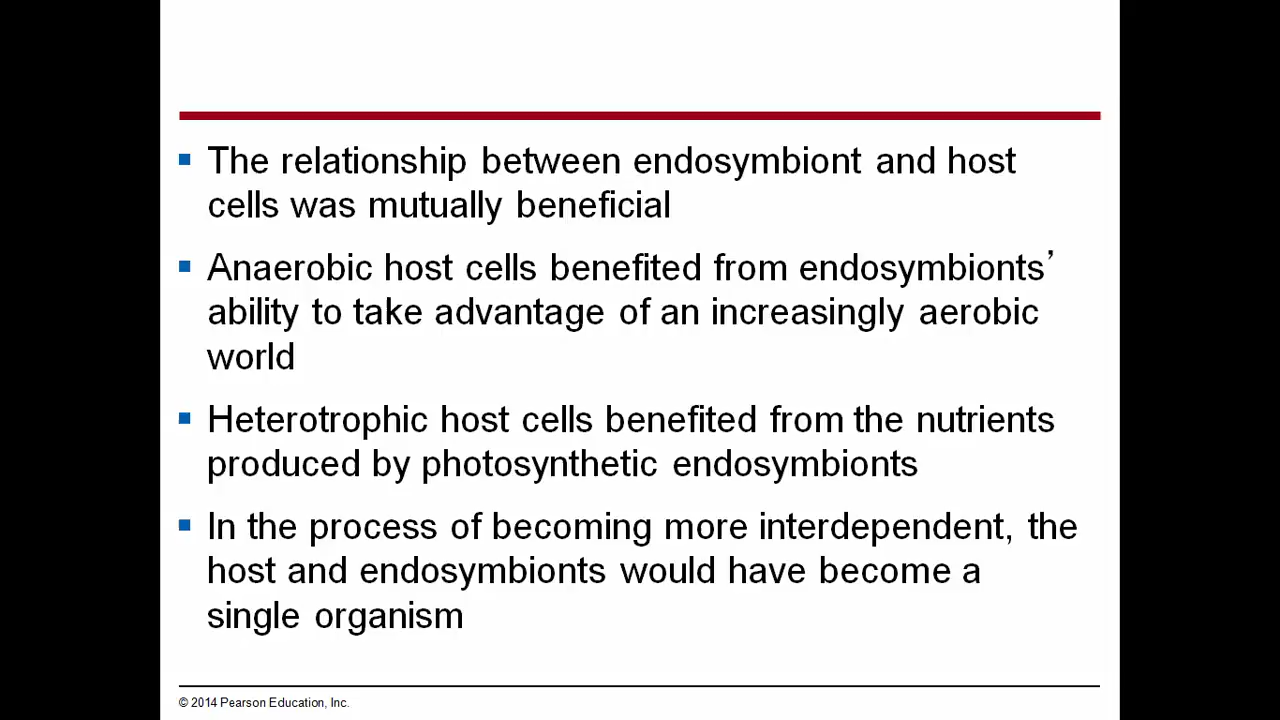 ▪ The relationship between endosymbiont and host
cells was mutually beneficial
▪ Anaerobic host cells benefited from endosymbionts’
ability to take advantage of an increasingly aerobic
world
▪ Heterotrophic host cells benefited from the nutrients
produced by photosynthetic endosymbionts
▪ In the process of becoming more interdependent, the
host and endosymbionts would have become a
single organism
© 2014 Pearson Education, Inc.